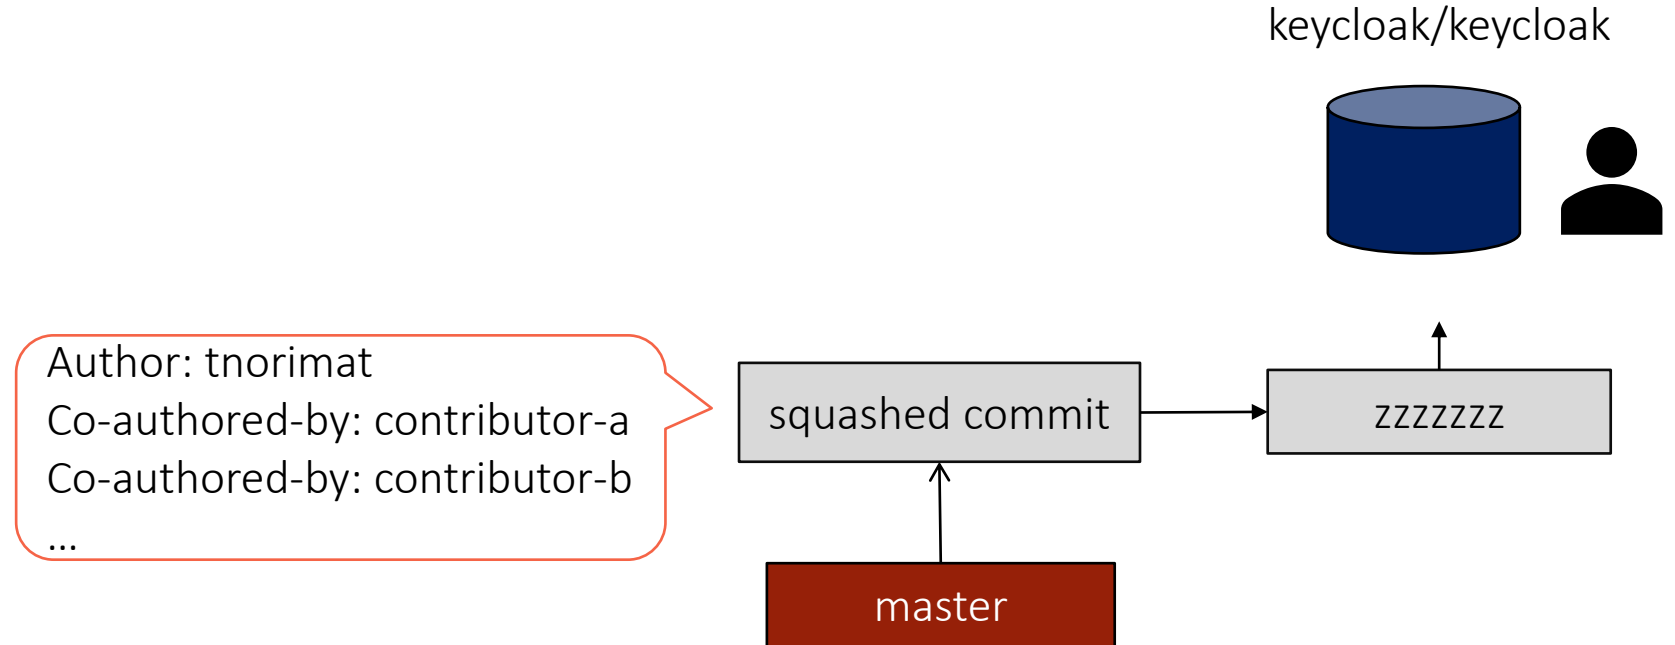 keycloak/keycloak
Author: tnorimat
Co-authored-by: contributor-a
Co-authored-by: contributor-b
...
squashed commit
zzzzzzz
master